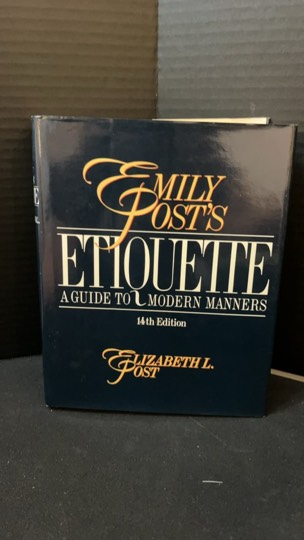 EMILY
POST'S
ETIQUETTE
A GUIDE TO MODERN MANNERS
14th Edition
ELIZABETH L.
POST